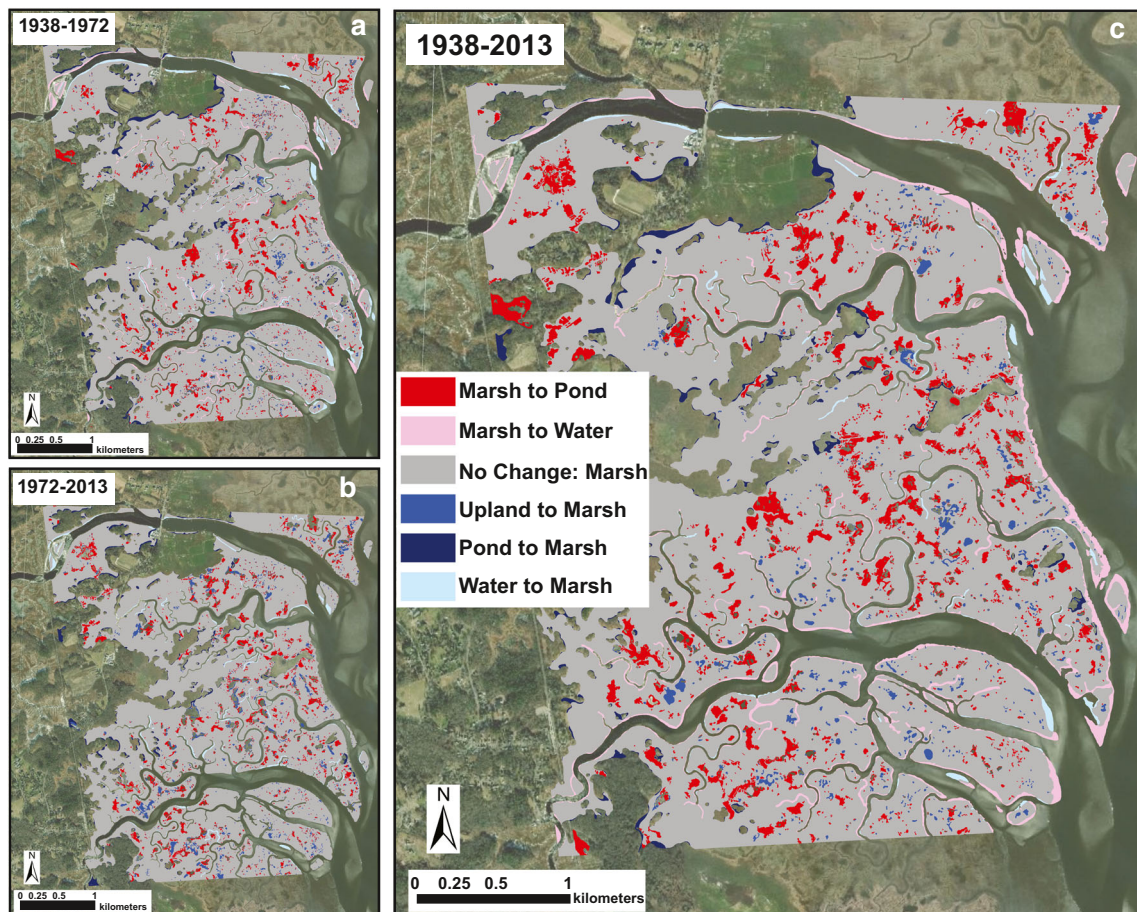 1938-1972
a
N
0 0.25 0.5 1
kilometers
1972-2013
b
N
0 0.25 0.5 1
kilometers
1938-2013
c
Marsh to Pond
Marsh to Water
No Change: Marsh
Upland to Marsh
Pond to Marsh
Water to Marsh
N
0 0.25 0.5 1
kilometers